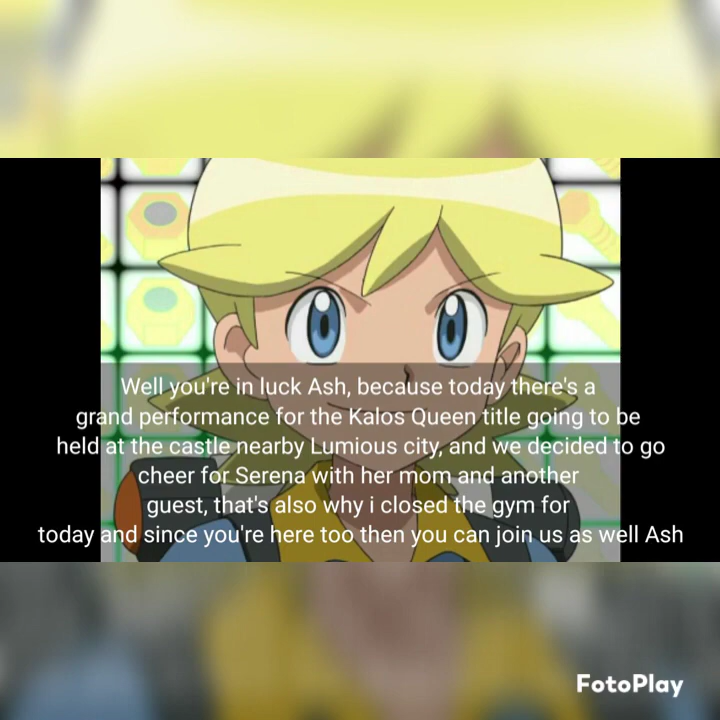 Well you're in luck Ash, because today there's a
grand performance for the Kalos Queen title going to be
held at the castle nearby Lumious city, and we decided to go
cheer for Serena with her mom and another
guest, that's also why i closed the gym for
today and since you're here too then you can join us as well Ash
FotoPlay